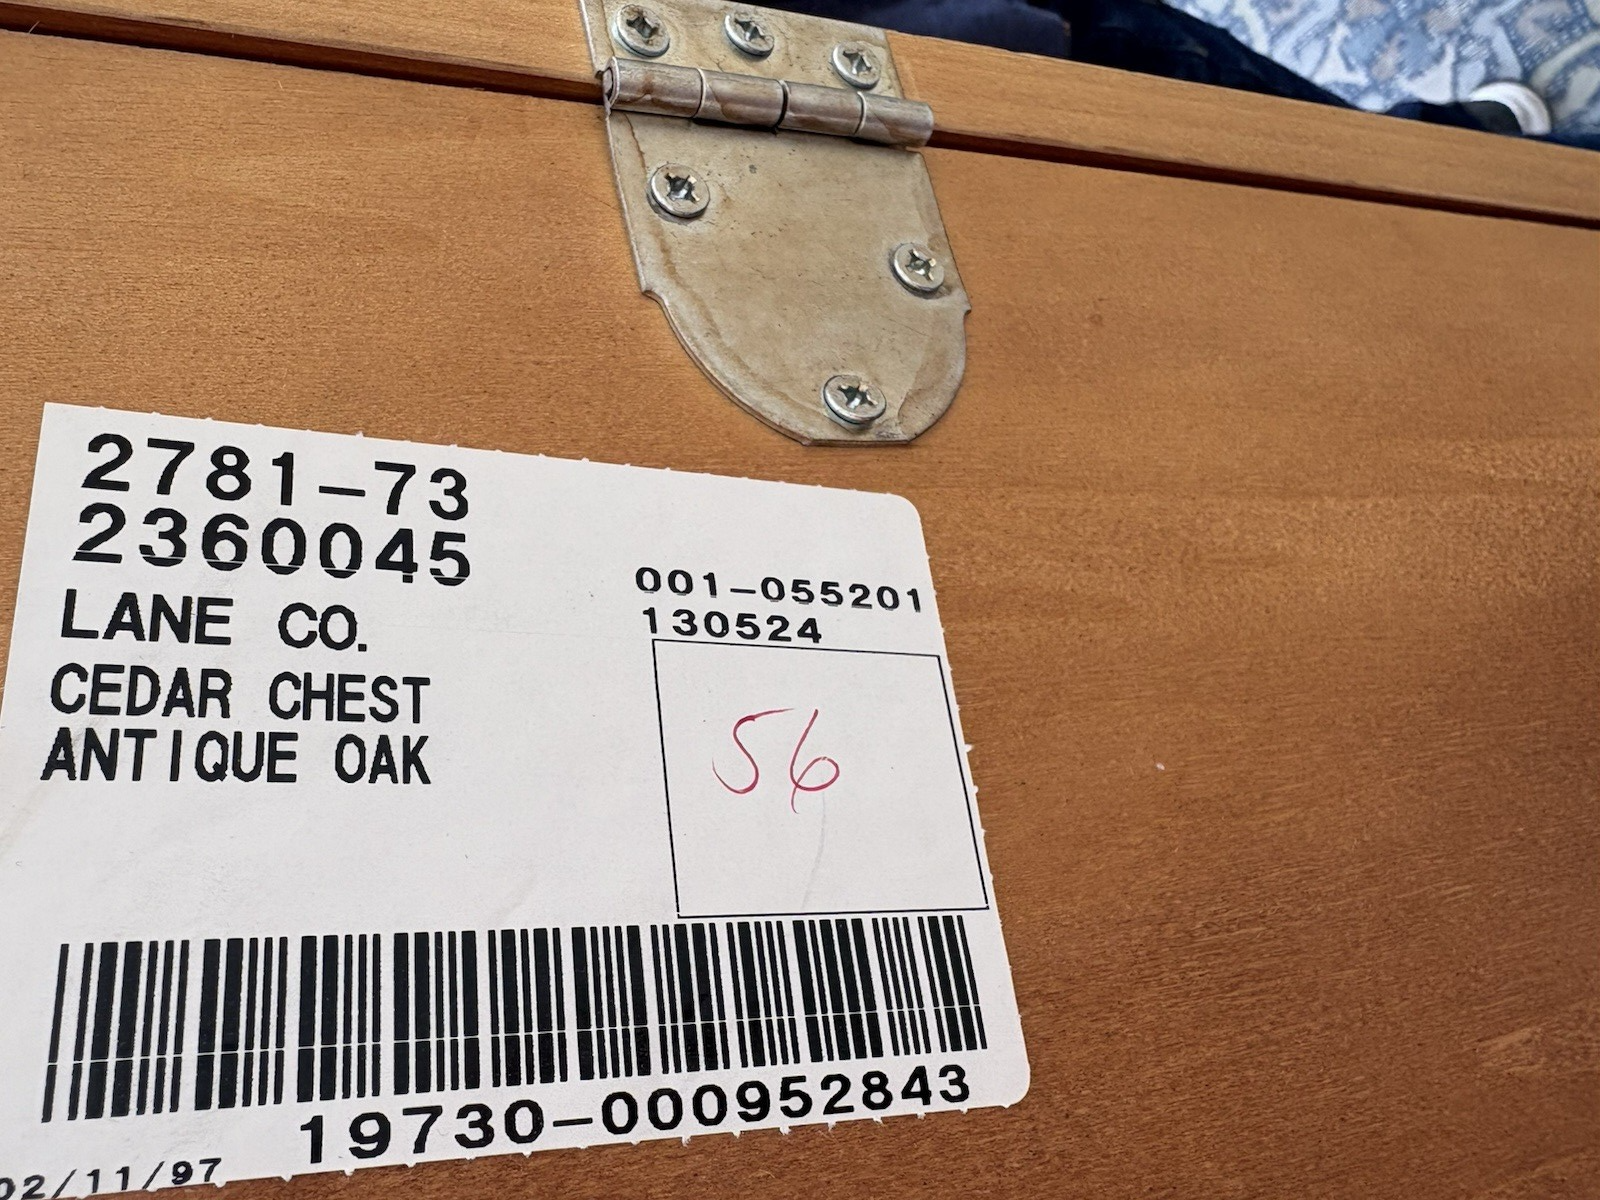 2781-73
2360045
LANE CO.
CEDAR CHEST
ANTIQUE OAK
001-055201
130524
56
19730-000952843
02/11/97